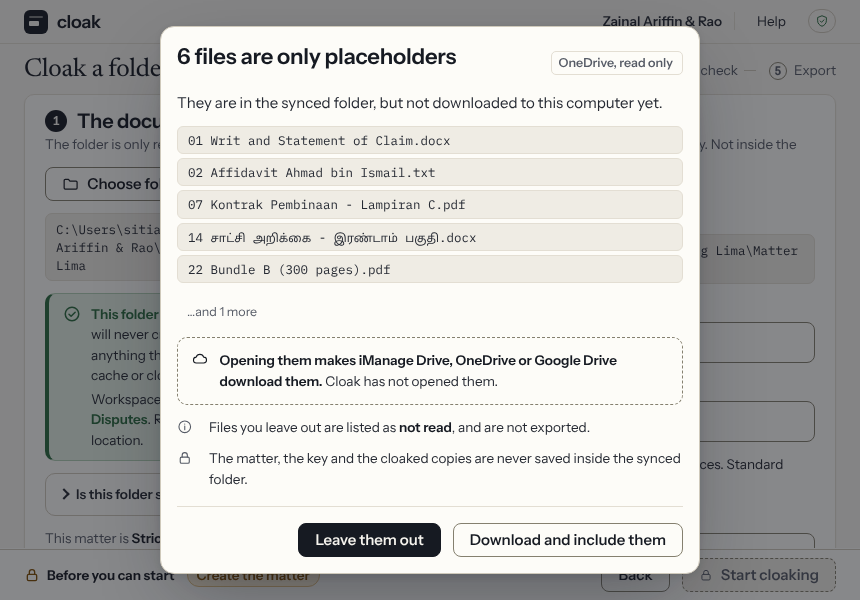 cloak
Zainal Ariffin & Rao
Help
Cloak a folde
check
5 Export
6 files are only placeholders
OneDrive, read only
They are in the synced folder, but not downloaded to this computer yet.
01 Writ and Statement of Claim.docx
02 Affidavit Ahmad bin Ismail.txt
07 Kontrak Pembinaan - Lampiran C.pdf
14 சாட்சி அறிக்கை - இரண்டாம் பகுதி.docx
22 Bundle B (300 pages).pdf
…and 1 more
Opening them makes iManage Drive, OneDrive or Google Drive
download them. Cloak has not opened them.
Files you leave out are listed as not read, and are not exported.
The matter, the key and the cloaked copies are never saved inside the synced
folder.
Leave them out
Download and include them
1 The docu
The folder is only re
y. Not inside the
Choose fo
C:\Users\sitia
Ariffin & Rao\
Lima
g Lima\Matter
This folder
will never c
anything th
cache or clo
Workspace
Disputes. R
location.
ces. Standard
Is this folder s
This matter is Stric
Before you can start
Create the matter
Back
Start cloaking